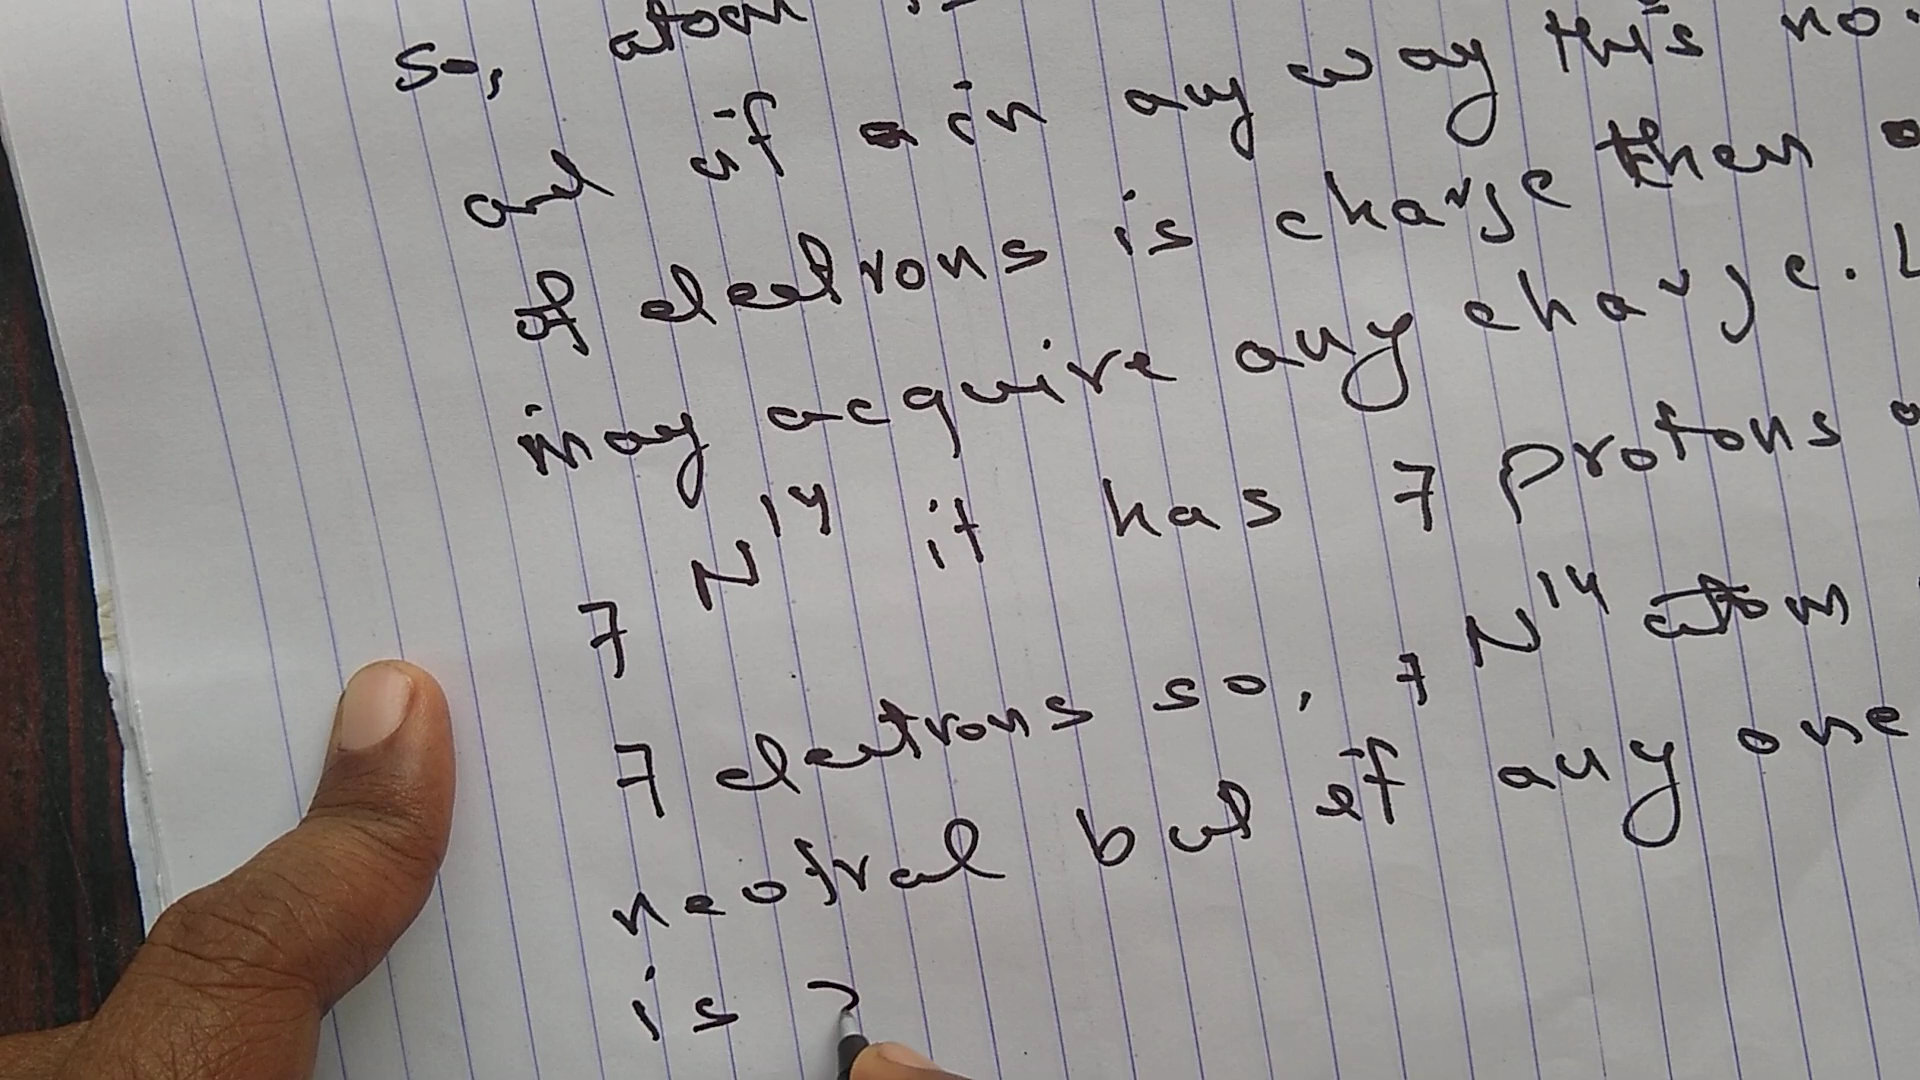 So, atom
and if in any way this no.
of electrons is charge then
may acquire any charge.
7 N14 it has 7 protons
7 electrons so, 7 N14 atom
neotral but if any one
is